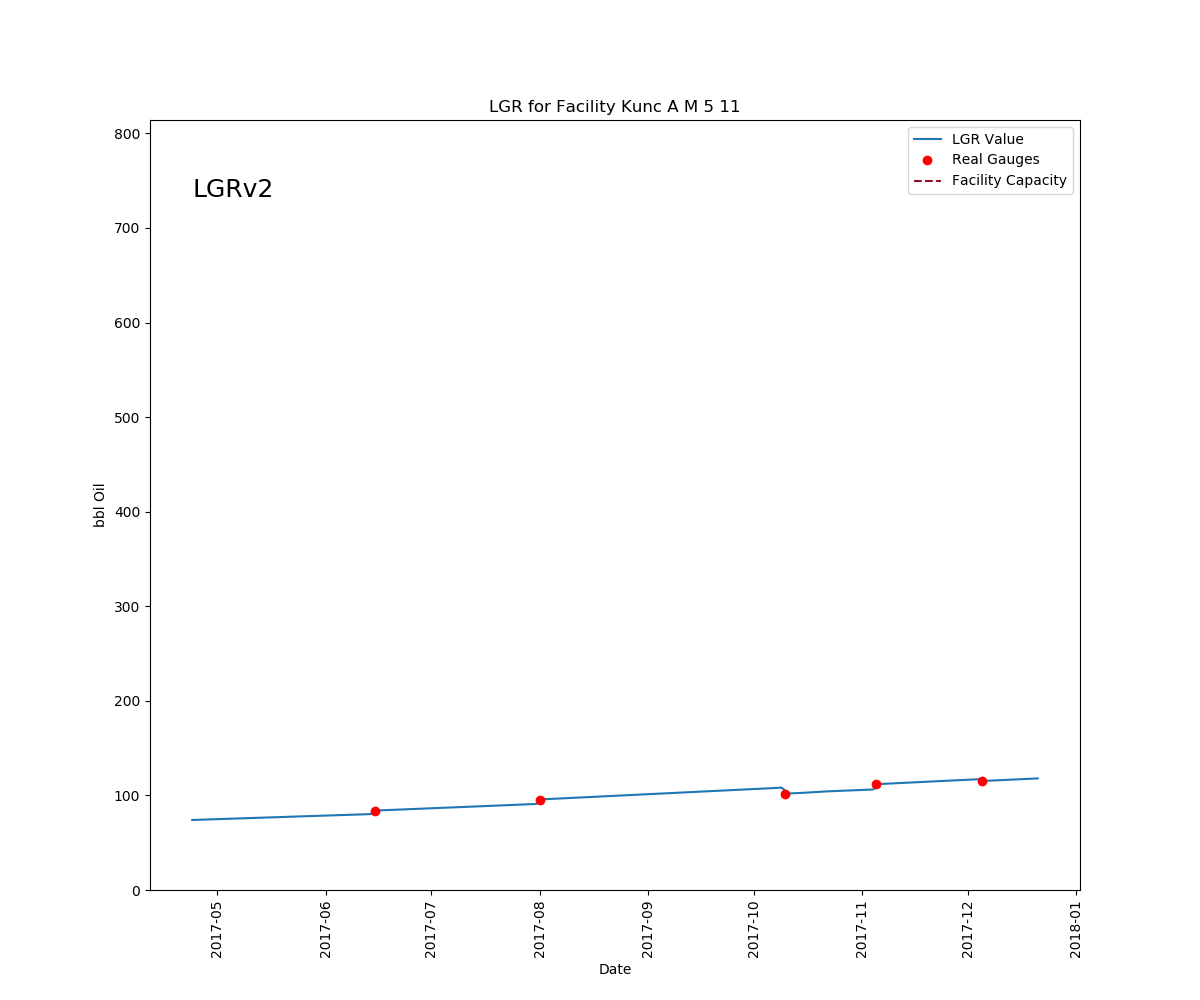 LGR for Facility Kunc A M 5 11
LGRv2
LGR Value
Real Gauges
Facility Capacity
800
700
600
500
400
300
200
100
0
bbl Oil
2017-05
2017-06
2017-07
2017-08
2017-09
2017-10
2017-11
2017-12
2018-01
Date